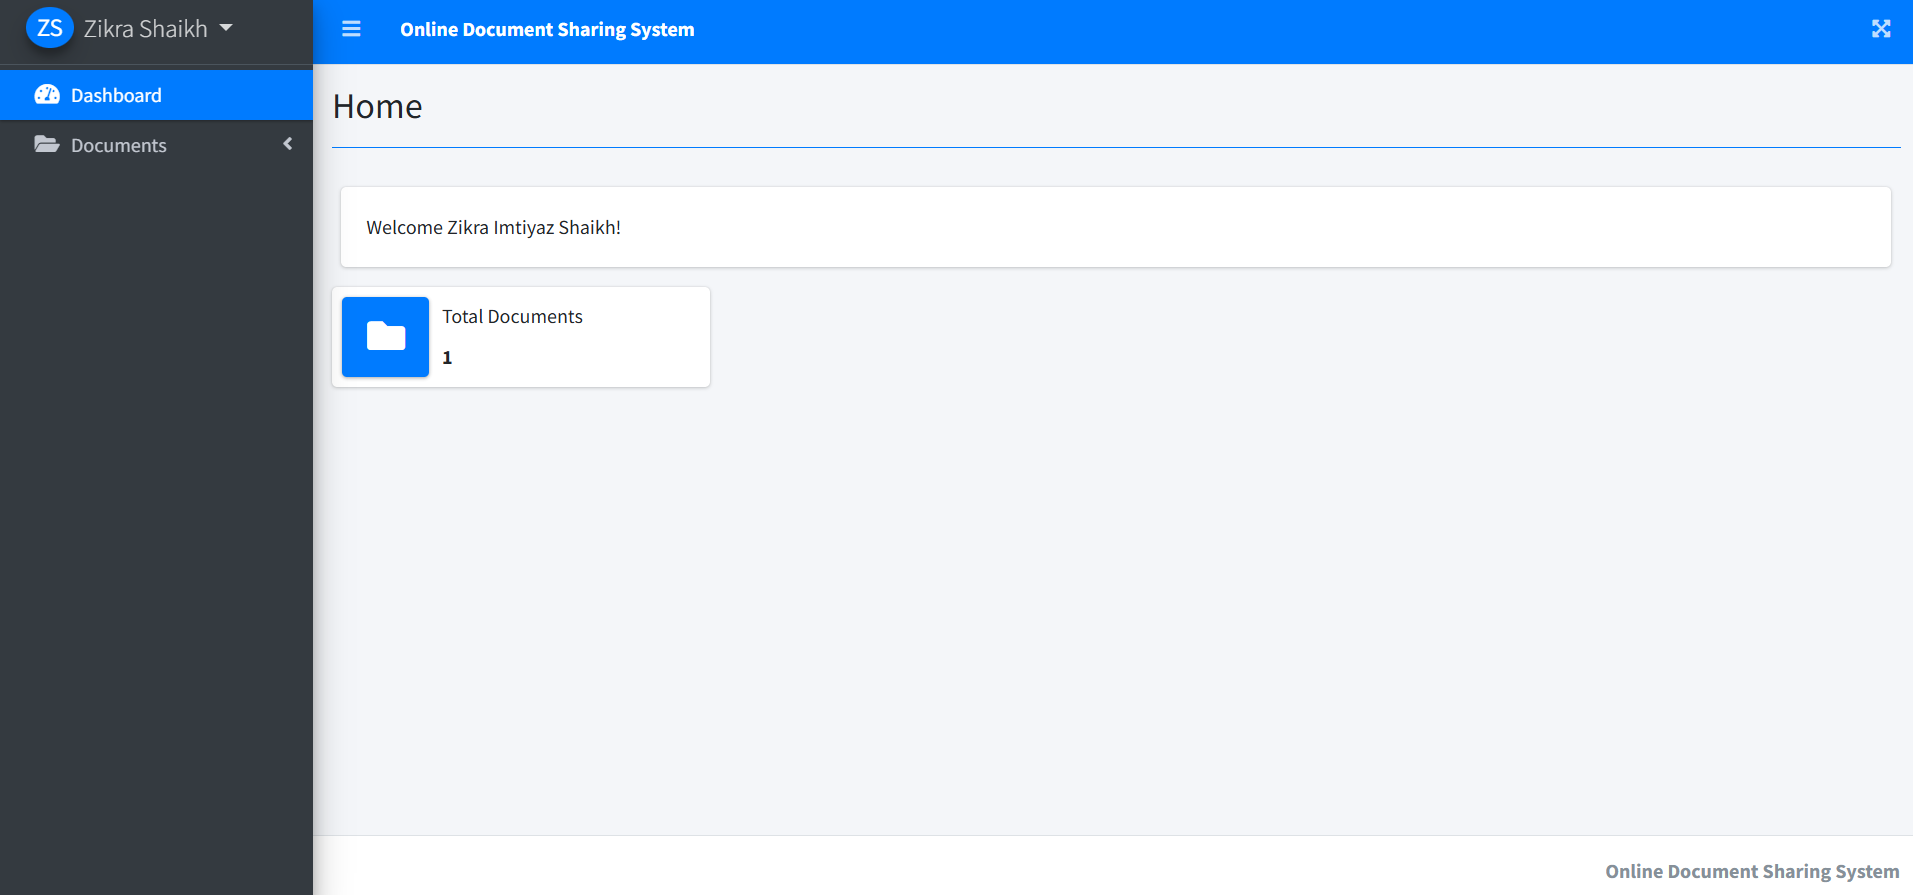 ZS Zikra Shaikh
Online Document Sharing System
Dashboard
Documents
Home
Welcome Zikra Imtiyaz Shaikh!
Total Documents
1
Online Document Sharing System